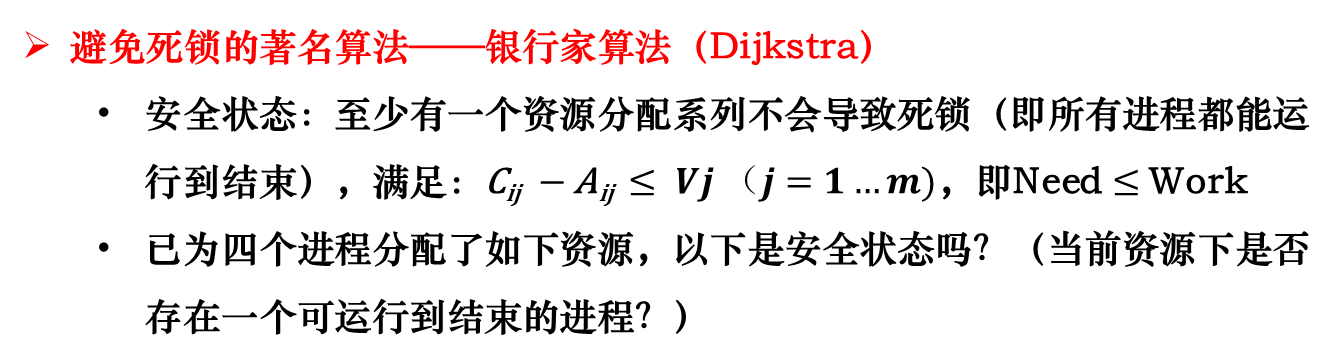 ➢ 避免死锁的著名算法——银行家算法（Dijkstra）
• 安全状态：至少有一个资源分配系列不会导致死锁（即所有进程都能运
行到结束），满足：C_{ij} − A_{ij} ≤ Vj （j = 1 … m)，即Need ≤ Work
• 已为四个进程分配了如下资源，以下是安全状态吗？（当前资源下是否
存在一个可运行到结束的进程？）